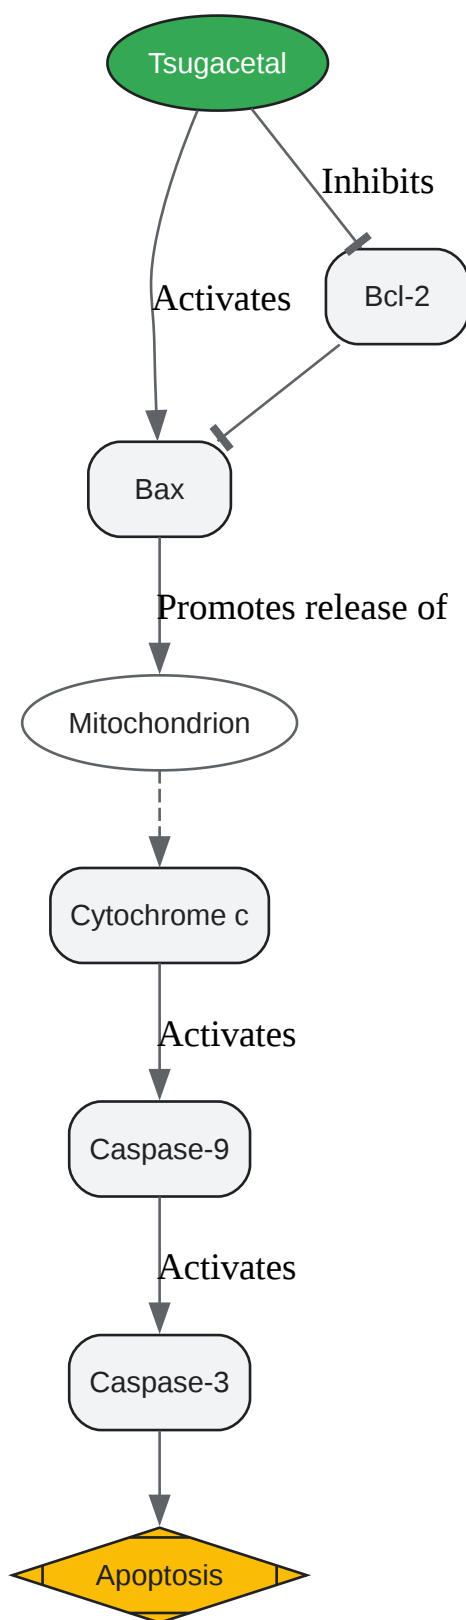 Tsugacetal
Inhibits
Bcl-2
Activates
Bax
Promotes release of
Mitochondrion
Cytochrome c
Activates
Caspase-9
Activates
Caspase-3
Apoptosis